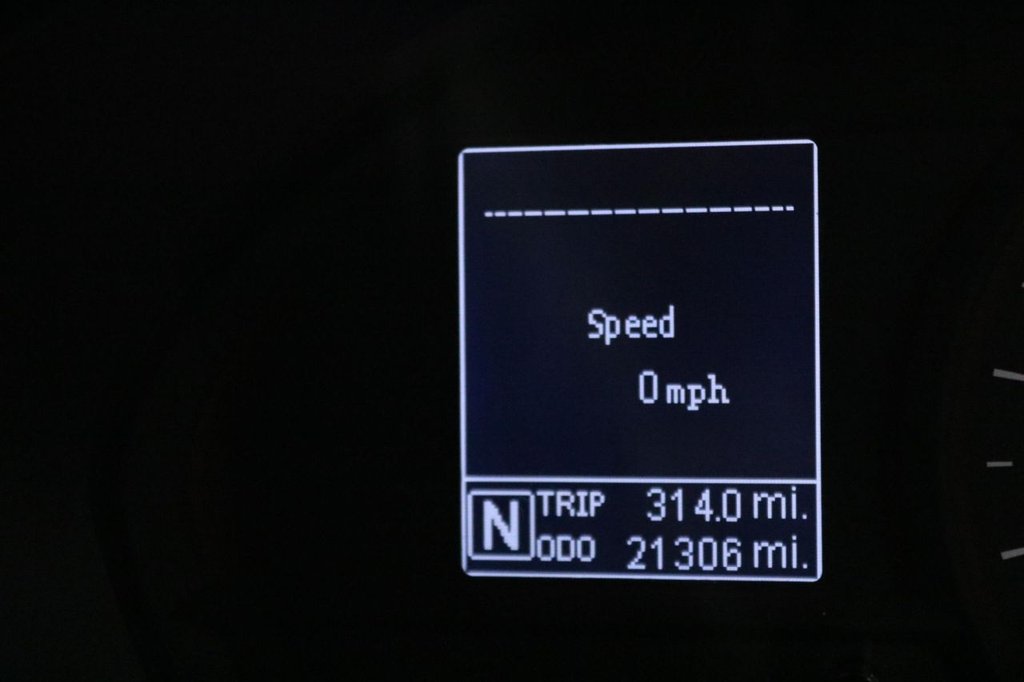 Speed
0 mph
N TRIP 314.0 mi.
ODO 21306 mi.